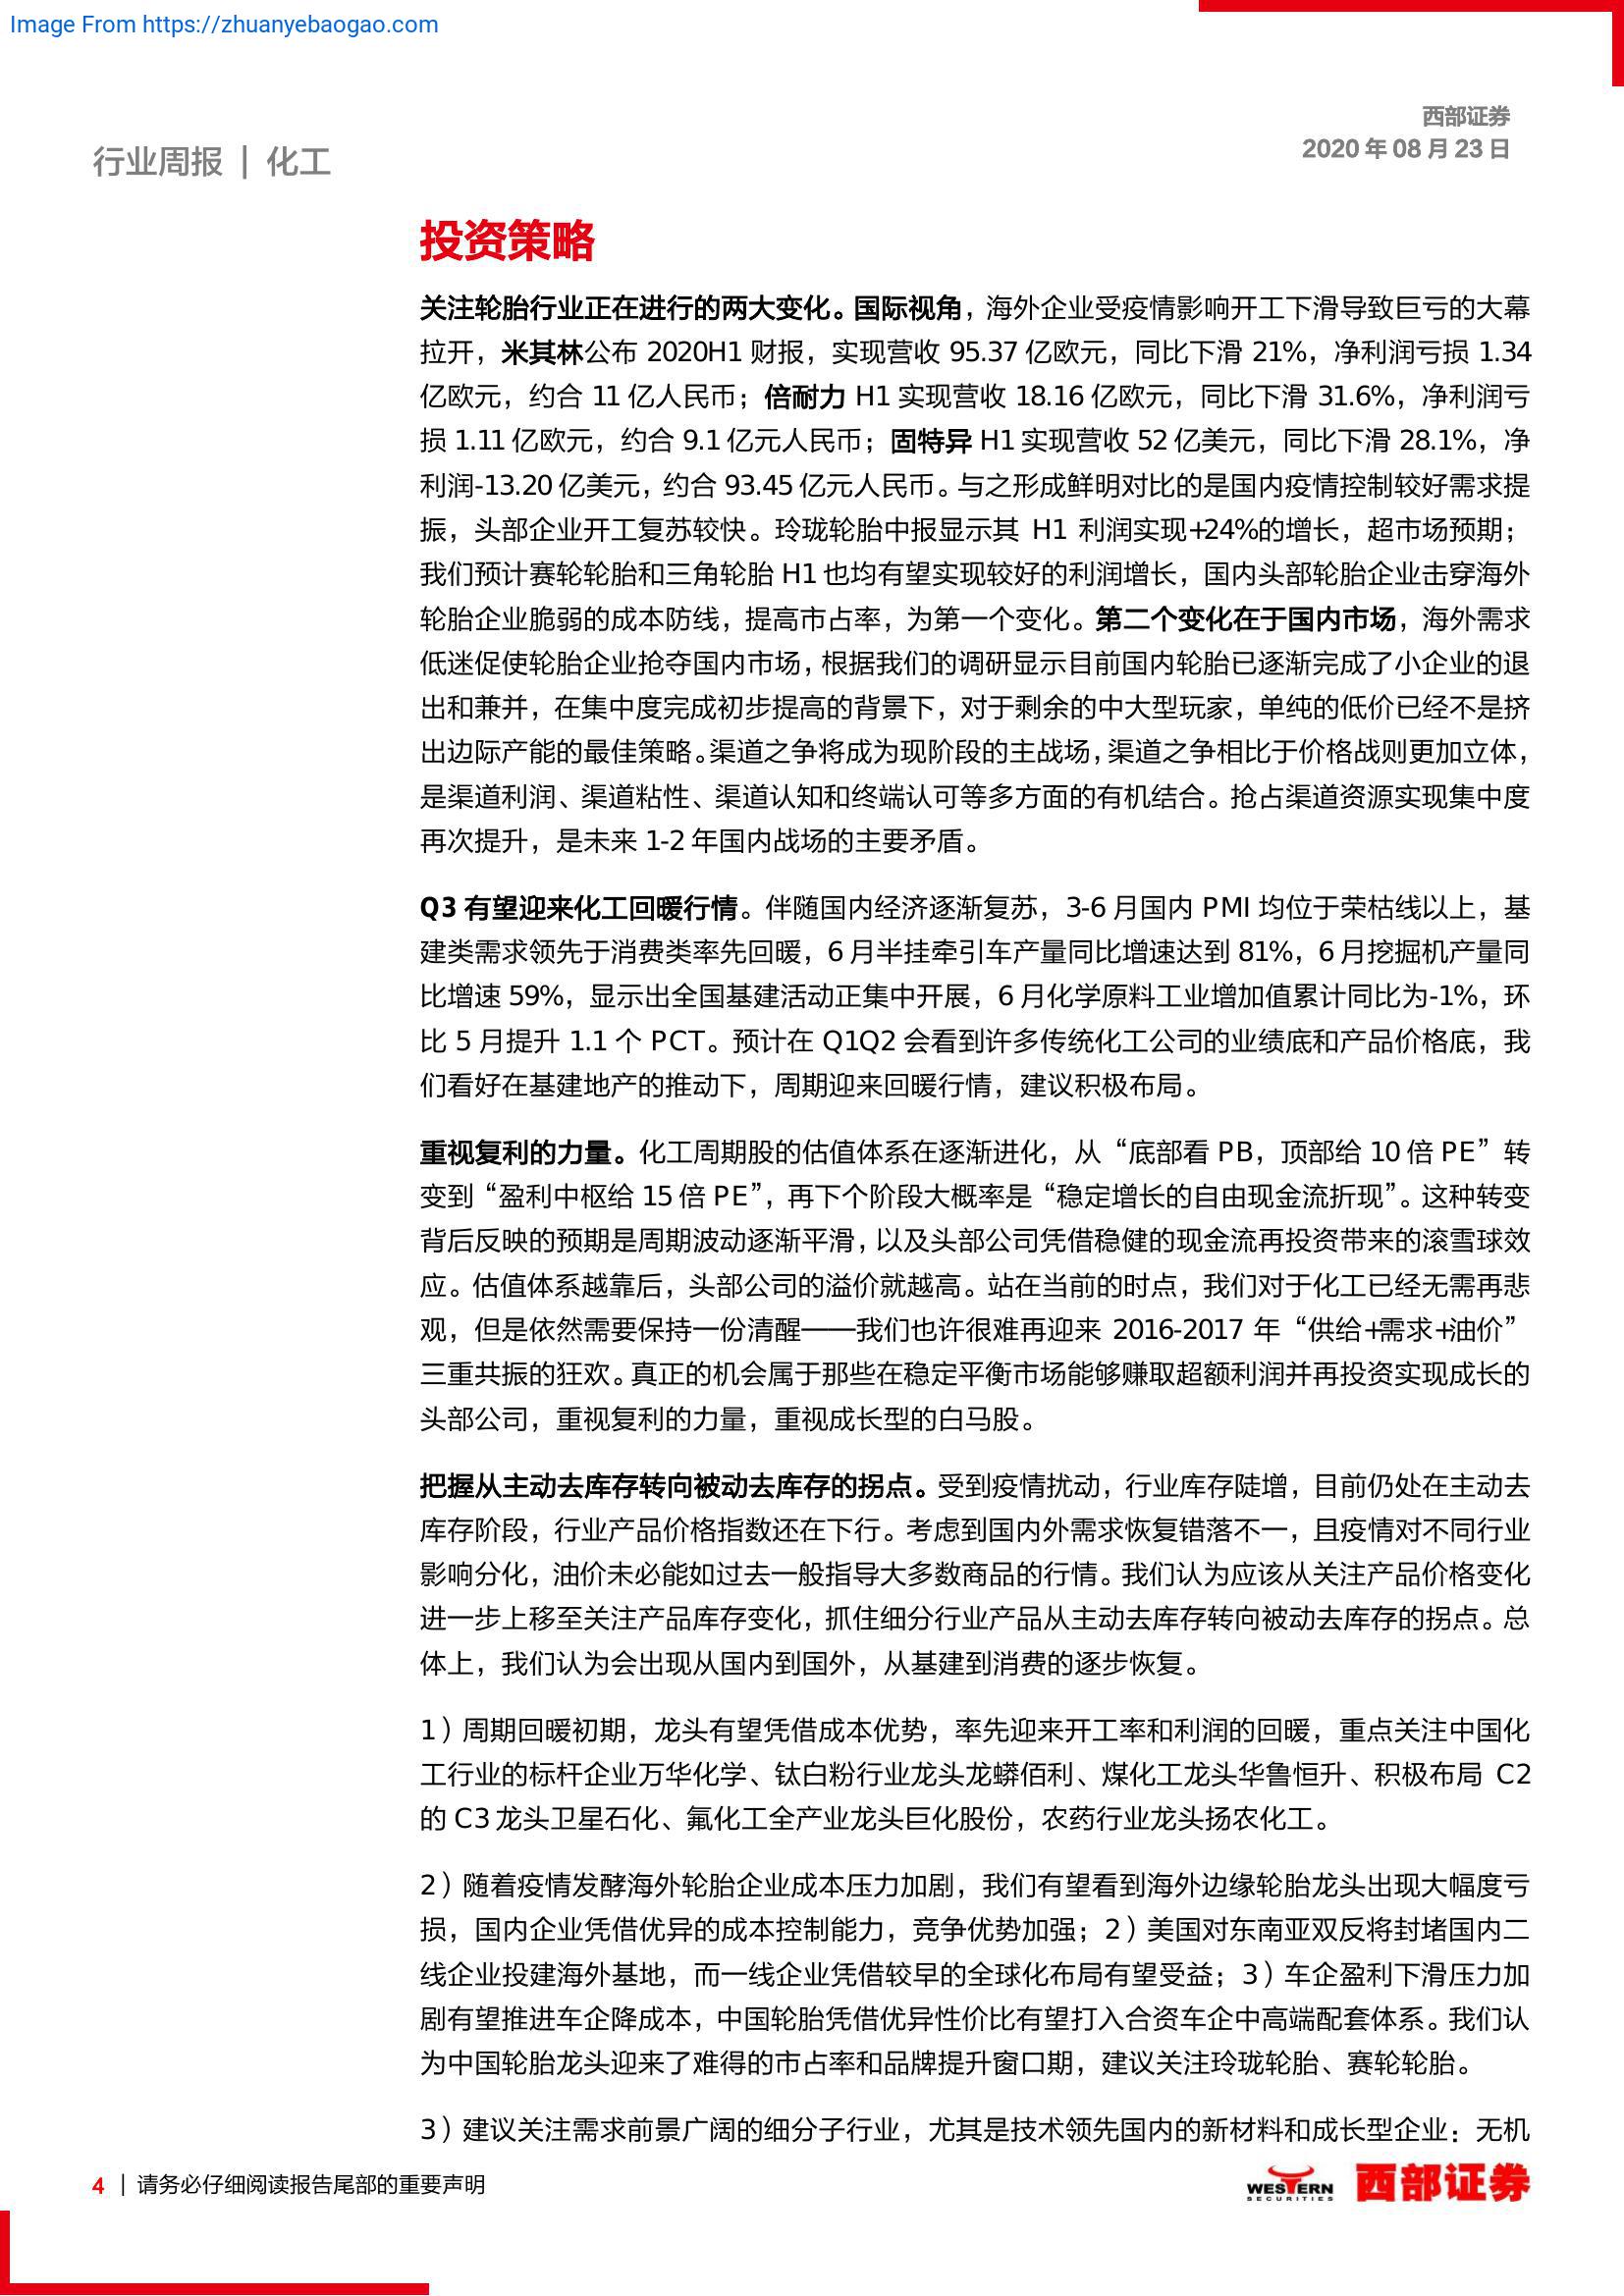 Image From https://zhuanyebaogao.com
西部证券
2020 年 08 月 23 日
行业周报 | 化工
投资策略
关注轮胎行业正在进行的两大变化。国际视角，海外企业受疫情影响开工下滑导致巨亏的大幕
拉开，米其林公布 2020H1 财报，实现营收 95.37 亿欧元，同比下滑 21%，净利润亏损 1.34
亿欧元，约合 11 亿人民币；倍耐力 H1 实现营收 18.16 亿欧元，同比下滑 31.6%，净利润亏
损 1.11 亿欧元，约合 9.1 亿元人民币；固特异 H1 实现营收 52 亿美元，同比下滑 28.1%，净
利润-13.20 亿美元，约合 93.45 亿元人民币。与之形成鲜明对比的是国内疫情控制较好需求提
振，头部企业开工复苏较快。玲珑轮胎中报显示其 H1 利润实现+24%的增长，超市场预期；
我们预计赛轮轮胎和三角轮胎 H1 也均有望实现较好的利润增长，国内头部轮胎企业击穿海外
轮胎企业脆弱的成本防线，提高市占率，为第一个变化。第二个变化在于国内市场，海外需求
低迷促使轮胎企业抢夺国内市场，根据我们的调研显示目前国内轮胎已逐渐完成了小企业的退
出和兼并，在集中度完成初步提高的背景下，对于剩余的中大型玩家，单纯的低价已经不是挤
出边际产能的最佳策略。渠道之争将成为现阶段的主战场，渠道之争相比于价格战则更加立体，
是渠道利润、渠道粘性、渠道认知和终端认可等多方面的有机结合。抢占渠道资源实现集中度
再次提升，是未来 1-2 年国内战场的主要矛盾。
Q3 有望迎来化工回暖行情。伴随国内经济逐渐复苏，3-6 月国内 PMI 均位于荣枯线以上，基
建类需求领先于消费类率先回暖，6 月半挂牵引车产量同比增速达到 81%，6 月挖掘机产量同
比增速 59%，显示出全国基建活动正集中开展，6 月化学原料工业增加值累计同比为-1%，环
比 5 月提升 1.1 个 PCT。预计在 Q1Q2 会看到许多传统化工公司的业绩底和产品价格底，我
们看好在基建地产的推动下，周期迎来回暖行情，建议积极布局。
重视复利的力量。化工周期股的估值体系在逐渐进化，从“底部看 PB，顶部给 10 倍 PE”转
变到“盈利中枢给 15 倍 PE”，再下个阶段大概率是“稳定增长的自由现金流折现”。这种转变
背后反映的预期是周期波动逐渐平滑，以及头部公司凭借稳健的现金流再投资带来的滚雪球效
应。估值体系越靠后，头部公司的溢价就越高。站在当前的时点，我们对于化工已经无需再悲
观，但是依然需要保持一份清醒——我们也许很难再迎来 2016-2017 年“供给+需求+油价”
三重共振的狂欢。真正的机会属于那些在稳定平衡市场能够赚取超额利润并再投资实现成长的
头部公司，重视复利的力量，重视成长型的白马股。
把握从主动去库存转向被动去库存的拐点。受到疫情扰动，行业库存陡增，目前仍处在主动去
库存阶段，行业产品价格指数还在下行。考虑到国内外需求恢复错落不一，且疫情对不同行业
影响分化，油价未必能如过去一般指导大多数商品的行情。我们认为应该从关注产品价格变化
进一步上移至关注产品库存变化，抓住细分行业产品从主动去库存转向被动去库存的拐点。总
体上，我们认为会出现从国内到国外，从基建到消费的逐步恢复。
1）周期回暖初期，龙头有望凭借成本优势，率先迎来开工率和利润的回暖，重点关注中国化
工行业的标杆企业万华化学、钛白粉行业龙头龙蟒佰利、煤化工龙头华鲁恒升、积极布局 C2
的 C3 龙头卫星石化、氟化工全产业龙头巨化股份，农药行业龙头扬农化工。
2）随着疫情发酵海外轮胎企业成本压力加剧，我们有望看到海外边缘轮胎龙头出现大幅度亏
损，国内企业凭借优异的成本控制能力，竞争优势加强；2）美国对东南亚双反将封堵国内二
线企业投建海外基地，而一线企业凭借较早的全球化布局有望受益；3）车企盈利下滑压力加
剧有望推进车企降成本，中国轮胎凭借优异性价比有望打入合资车企中高端配套体系。我们认
为中国轮胎龙头迎来了难得的市占率和品牌提升窗口期，建议关注玲珑轮胎、赛轮轮胎。
3）建议关注需求前景广阔的细分子行业，尤其是技术领先国内的新材料和成长型企业：无机
4 | 请务必仔细阅读报告尾部的重要声明
WESTERN
SECURITIES
西部证券